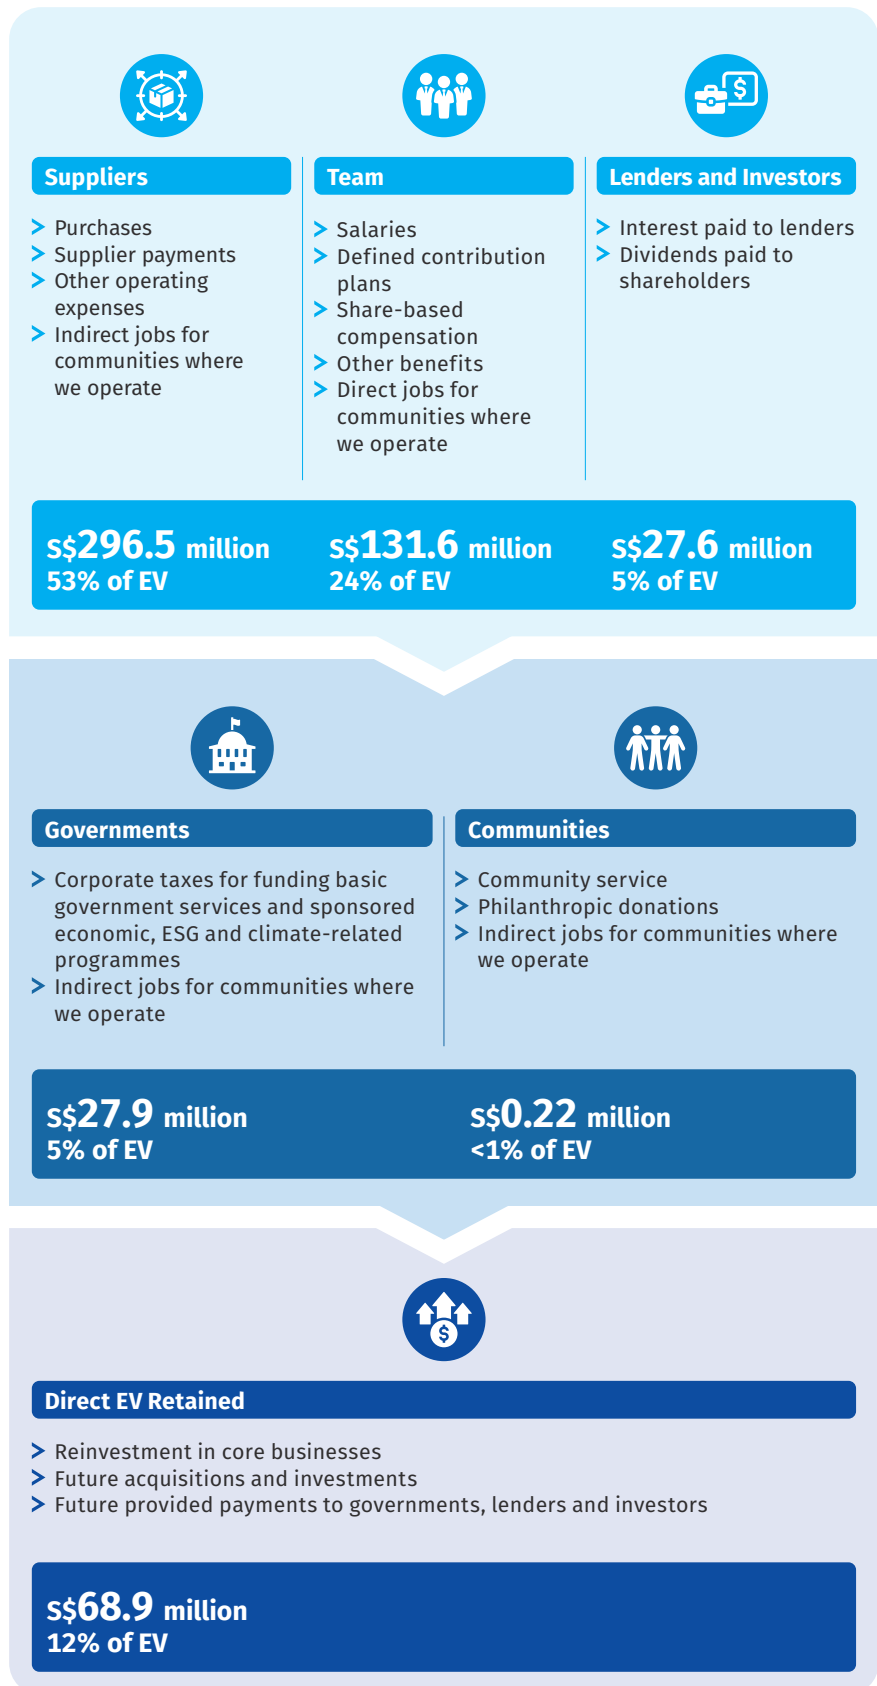 Suppliers
> Purchases
> Supplier payments
> Other operating
expenses
> Indirect jobs for
communities where
we operate
Team
> Salaries
> Defined contribution
plans
> Share-based
compensation
> Other benefits
> Direct jobs for
communities where
we operate
Lenders and Investors
> Interest paid to lenders
> Dividends paid to
shareholders
S$296.5 million
53% of EV
S$131.6 million
24% of EV
S$27.6 million
5% of EV
Governments
> Corporate taxes for funding basic
government services and sponsored
economic, ESG and climate-related
programmes
> Indirect jobs for communities where
we operate
Communities
> Community service
> Philanthropic donations
> Indirect jobs for communities where
we operate
S$27.9 million
5% of EV
S$0.22 million
<1% of EV
Direct EV Retained
> Reinvestment in core businesses
> Future acquisitions and investments
> Future provided payments to governments, lenders and investors
S$68.9 million
12% of EV